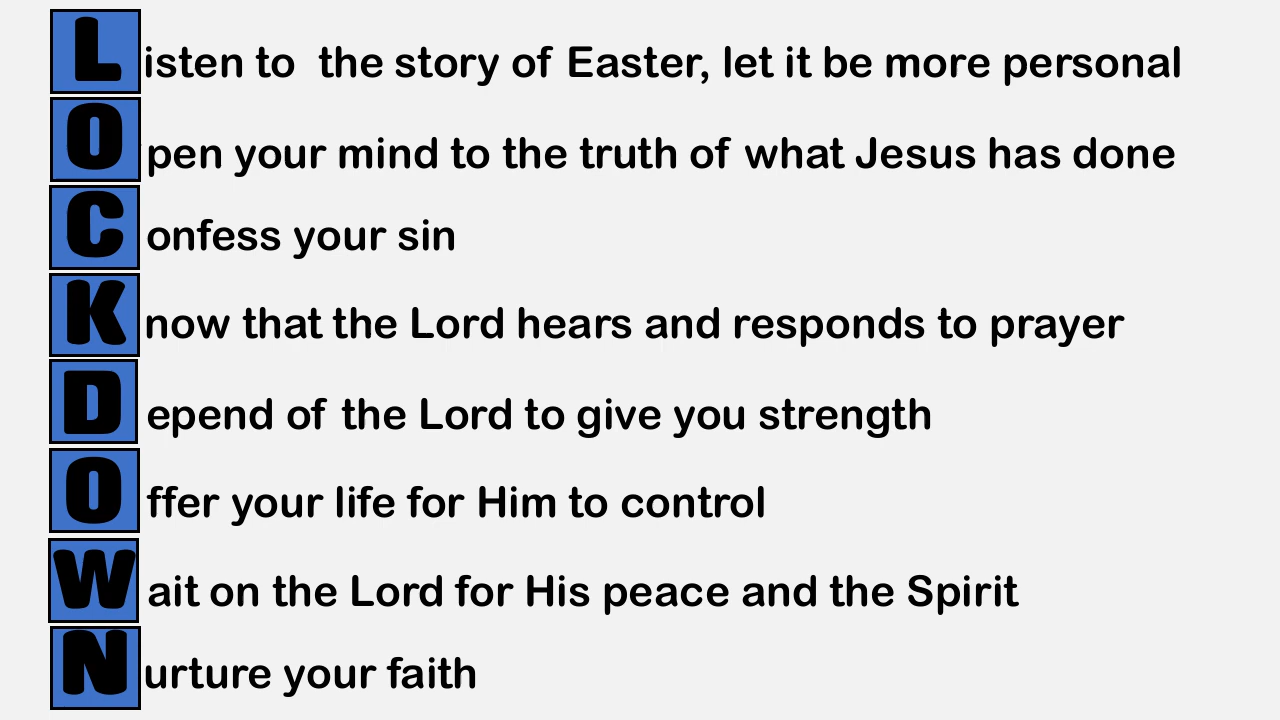 Listen to the story of Easter, let it be more personal
Open your mind to the truth of what Jesus has done
Confess your sin
Know that the Lord hears and responds to prayer
Depend of the Lord to give you strength
Offer your life for Him to control
Wait on the Lord for His peace and the Spirit
Nurture your faith